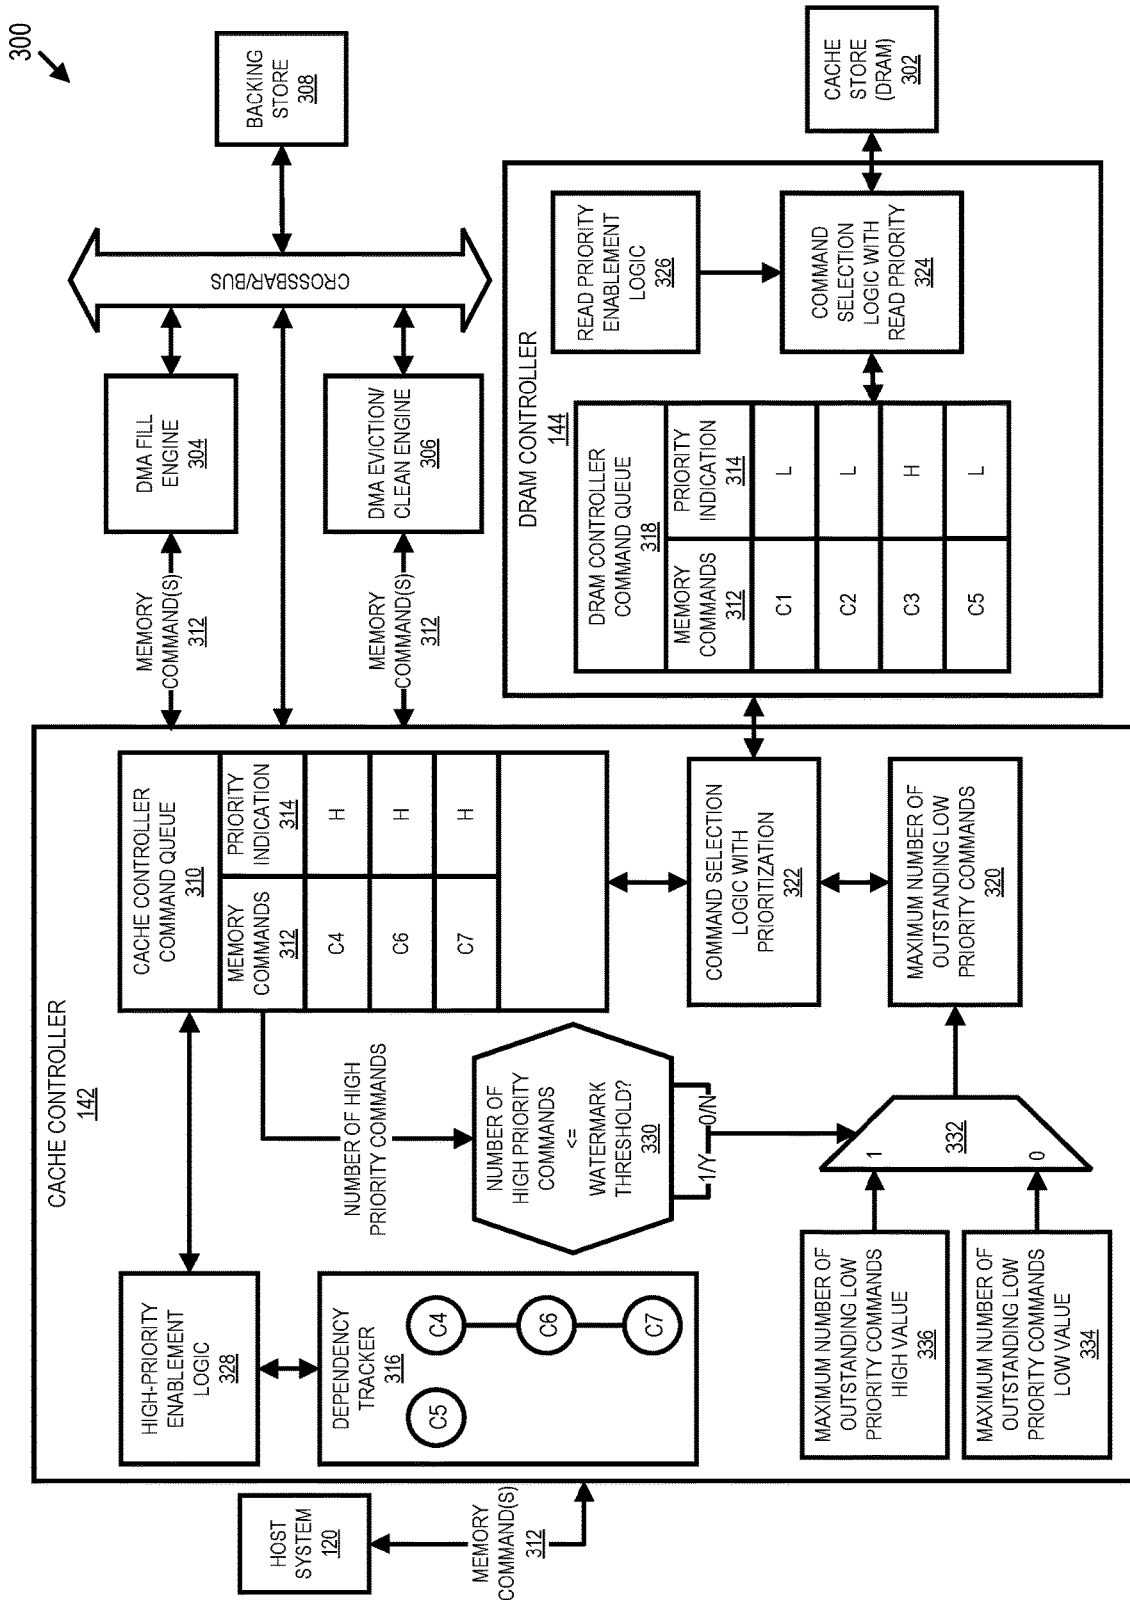 300
HOST
SYSTEM
120
MEMORY
COMMAND(S)
312
CACHE CONTROLLER
142
HIGH-PRIORITY
ENABLEMENT
LOGIC
328
DEPENDENCY
TRACKER
316
C5
C4
C6
C7
CACHE CONTROLLER
COMMAND QUEUE
310
MEMORY
COMMANDS
312
PRIORITY
INDICATION
314
C4
H
C6
H
C7
H
NUMBER OF HIGH
PRIORITY COMMANDS
NUMBER OF
HIGH PRIORITY
COMMANDS
<=
WATERMARK
THRESHOLD?
330
1/Y
0/N
MAXIMUM NUMBER OF
OUTSTANDING LOW
PRIORITY COMMANDS
HIGH VALUE
336
MAXIMUM NUMBER OF
OUTSTANDING LOW
PRIORITY COMMANDS
LOW VALUE
334
1
332
0
COMMAND SELECTION
LOGIC WITH
PRIORITIZATION
322
MAXIMUM NUMBER OF
OUTSTANDING LOW
PRIORITY COMMANDS
320
MEMORY
COMMAND(S)
312
DMA FILL
ENGINE
304
MEMORY
COMMAND(S)
312
DMA EVICTION/
CLEAN ENGINE
306
CROSSBAR/BUS
BACKING
STORE
308
DRAM CONTROLLER
144
DRAM CONTROLLER
COMMAND QUEUE
318
MEMORY
COMMANDS
312
PRIORITY
INDICATION
314
C1
L
C2
L
C3
H
C5
L
READ PRIORITY
ENABLEMENT
LOGIC
326
COMMAND
SELECTION
LOGIC WITH
READ PRIORITY
324
CACHE
STORE
(DRAM)
302